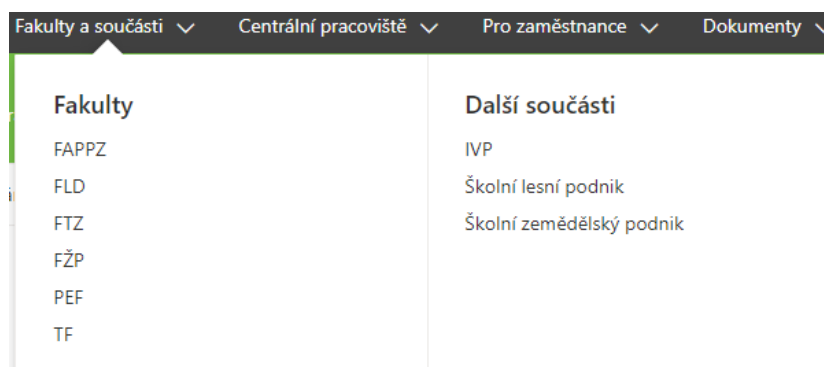 Fakulty a součásti Centrální pracoviště Pro zaměstnance Dokumenty
Fakulty
FAPPZ
FLD
FTZ
FŽP
PEF
TF
Další součásti
IVP
Školní lesní podnik
Školní zemědělský podnik